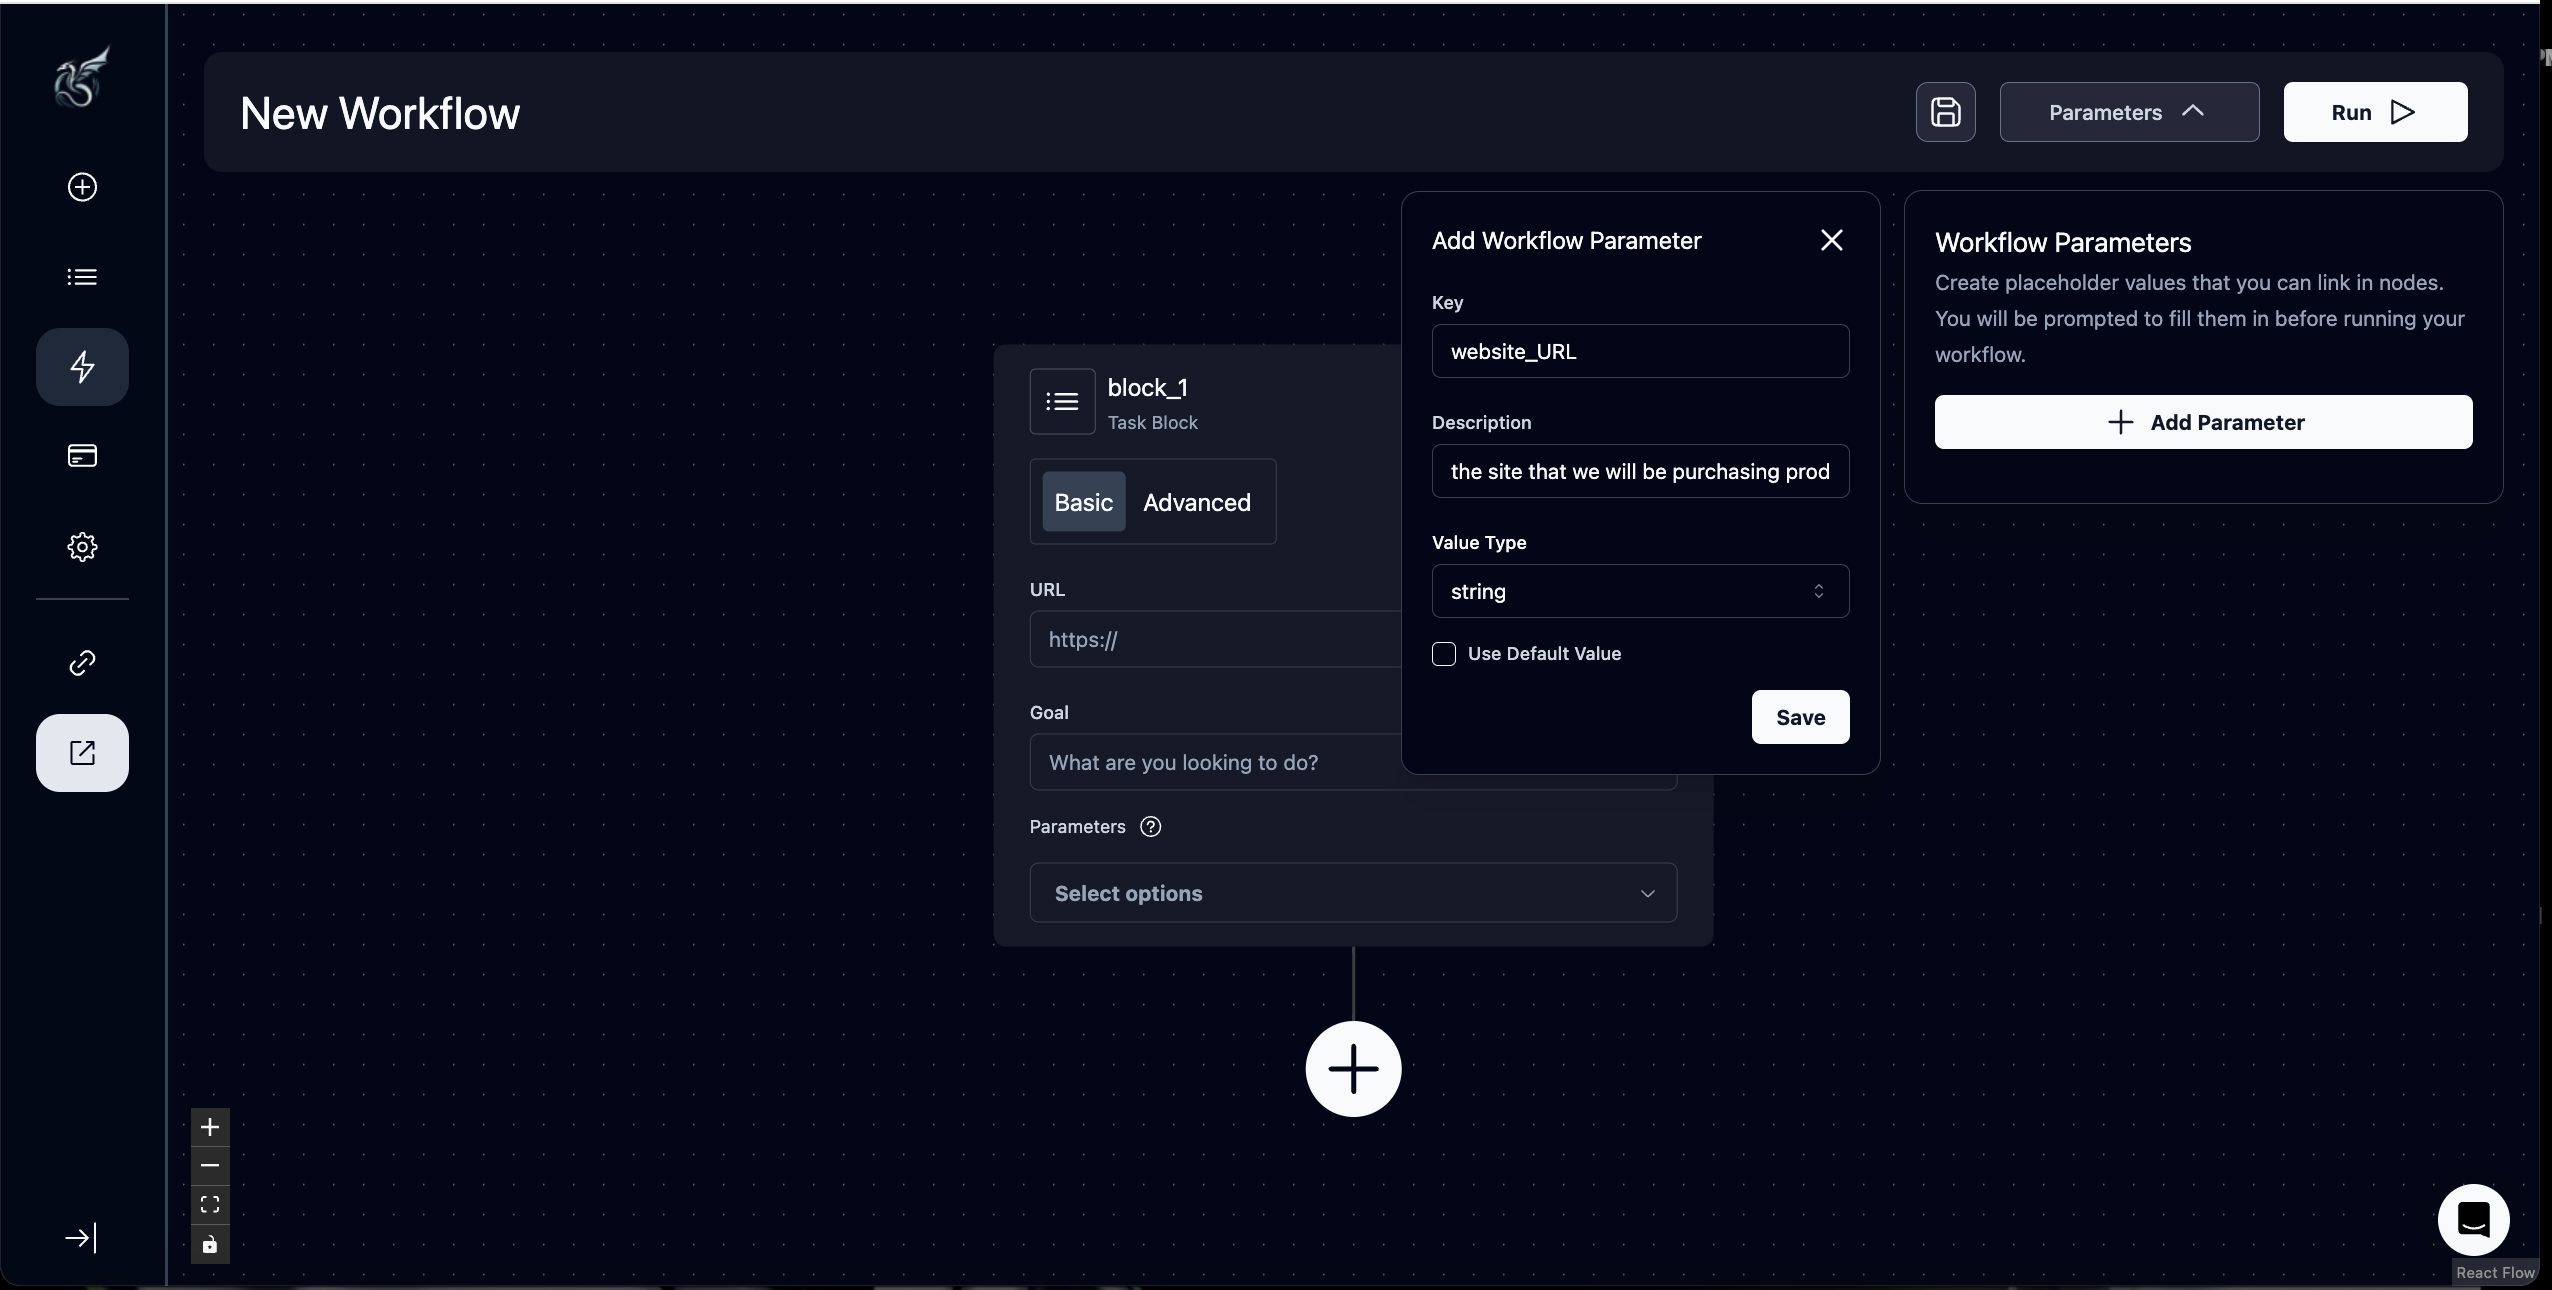 New Workflow
Parameters
Run
Add Workflow Parameter
Key
website_URL
Description
the site that we will be purchasing prod
Value Type
string
Use Default Value
Save
Workflow Parameters
Create placeholder values that you can link in nodes.
You will be prompted to fill them in before running your
workflow.
Add Parameter
block_1
Task Block
Basic
Advanced
URL
https://
Goal
What are you looking to do?
Parameters
Select options
React Flow